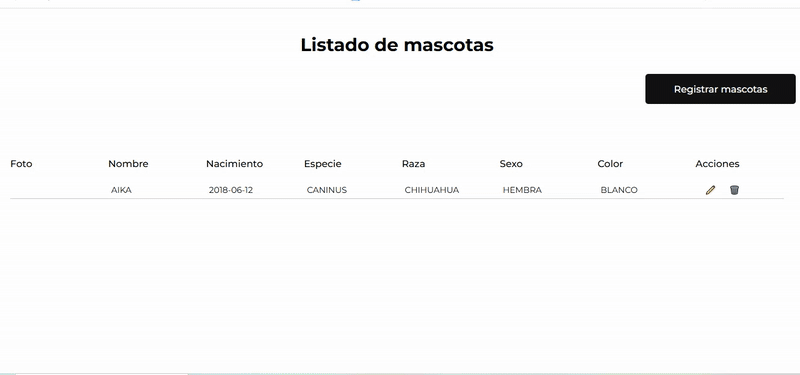 Listado de mascotas
Registrar mascotas
Foto Nombre Nacimiento Especie Raza Sexo Color Acciones
AIKA 2018-06-12 CANINUS CHIHUAHUA HEMBRA BLANCO